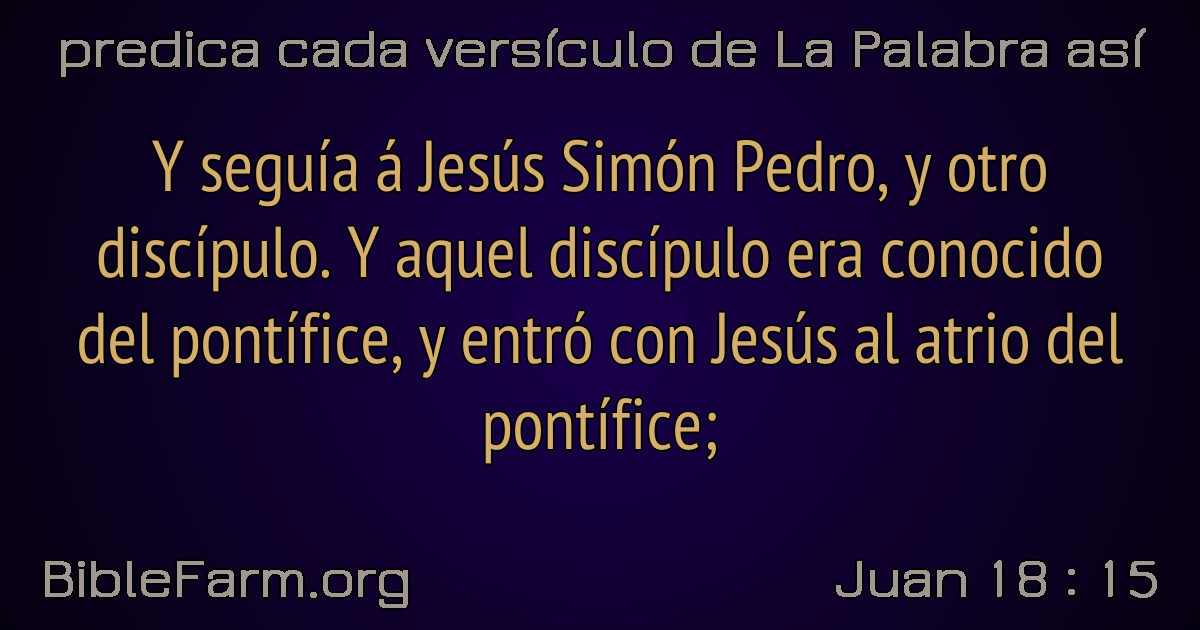 predica cada versículo de La Palabra así
Y seguía á Jesús Simón Pedro, y otro
discípulo. Y aquel discípulo era conocido
del pontífice, y entró con Jesús al atrio del
pontífice;
BibleFarm.org
Juan 18 : 15